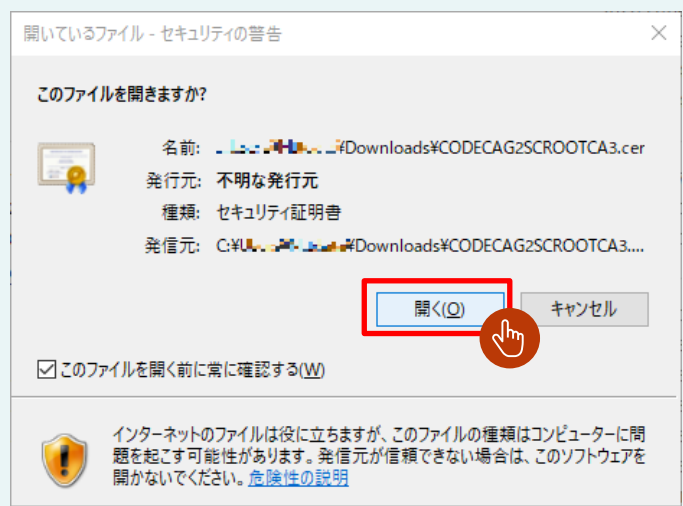 開いているファイル - セキュリティの警告
このファイルを開きますか?
名前: ¥Downloads¥CODECAG2SCROOTCA3.cer
発行元: 不明な発行元
種類: セキュリティ証明書
発信元: C:¥ ¥Downloads¥CODECAG2SCROOTCA3....
開く(O) キャンセル
このファイルを開く前に常に確認する(W)
インターネットのファイルは役に立ちますが、このファイルの種類はコンピューターに問
題を起こす可能性があります。発信元が信頼できない場合は、このソフトウェアを
開かないでください。危険性の説明